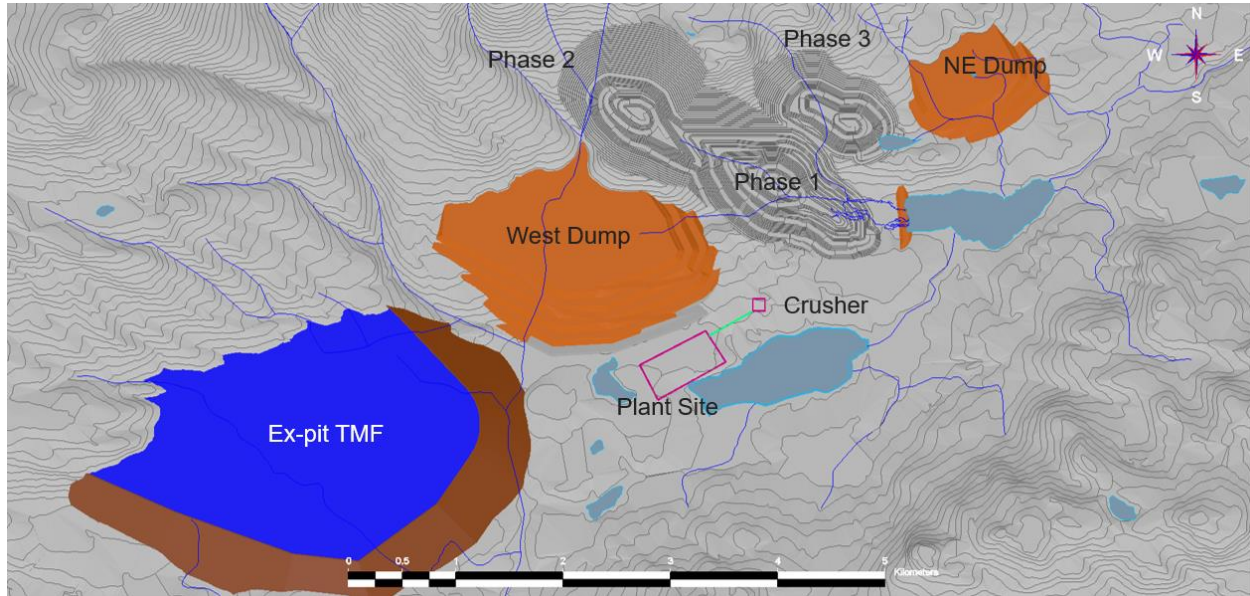 N
Phase 3
Phase 2
W E
NE Dump
S
Phase 1
West Dump
Crusher
Plant Site
Ex-pit TMF
0 0.5 1 2 3 4 5
Kilometers